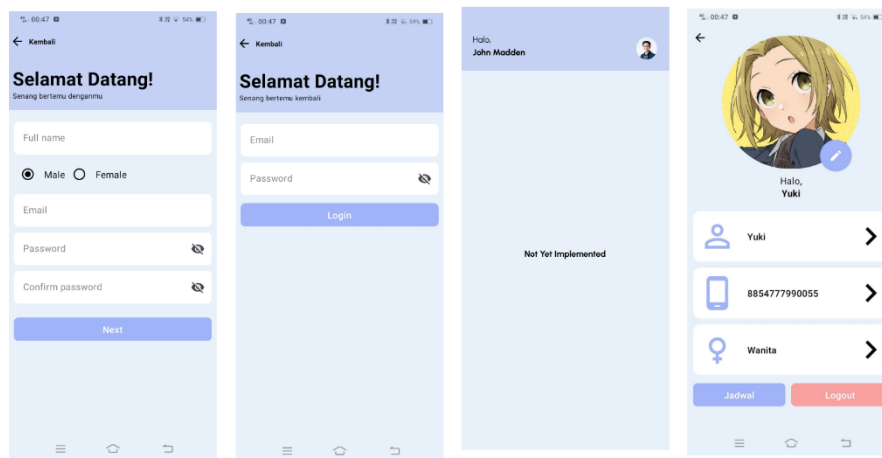 00:47
54%
Kembali
Selamat Datang!
Senang bertemu denganmu
Full name
Male
Female
Email
Password
Confirm password
Next
00:47
54%
Kembali
Selamat Datang!
Senang bertemu kembali
Email
Password
Login
Halo,
John Madden
Not Yet Implemented
00:47
54%
Halo,
Yuki
Yuki
8854777990055
Wanita
Jadwal
Logout